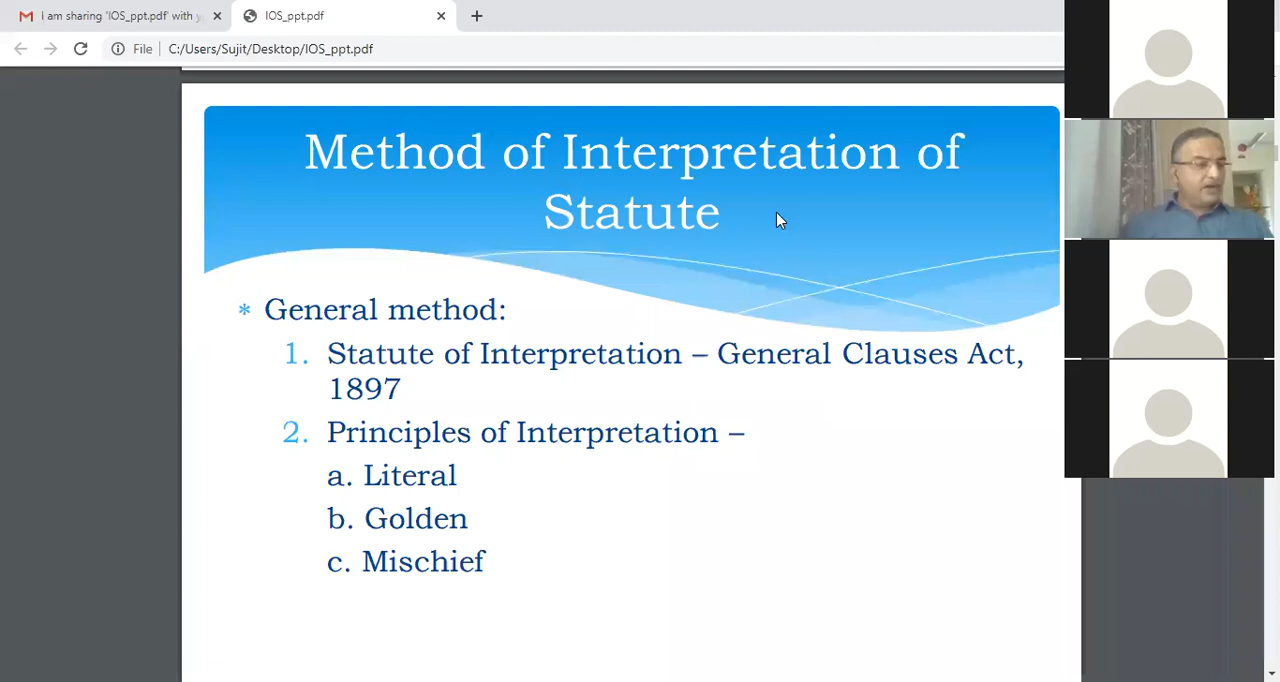 I am sharing 'IOS_ppt.pdf' with
IOS_ppt.pdf
File
C:/Users/Sujit/Desktop/IOS_ppt.pdf
Method of Interpretation of
Statute
General method:
1. Statute of Interpretation – General Clauses Act,
1897
2. Principles of Interpretation –
a. Literal
b. Golden
c. Mischief